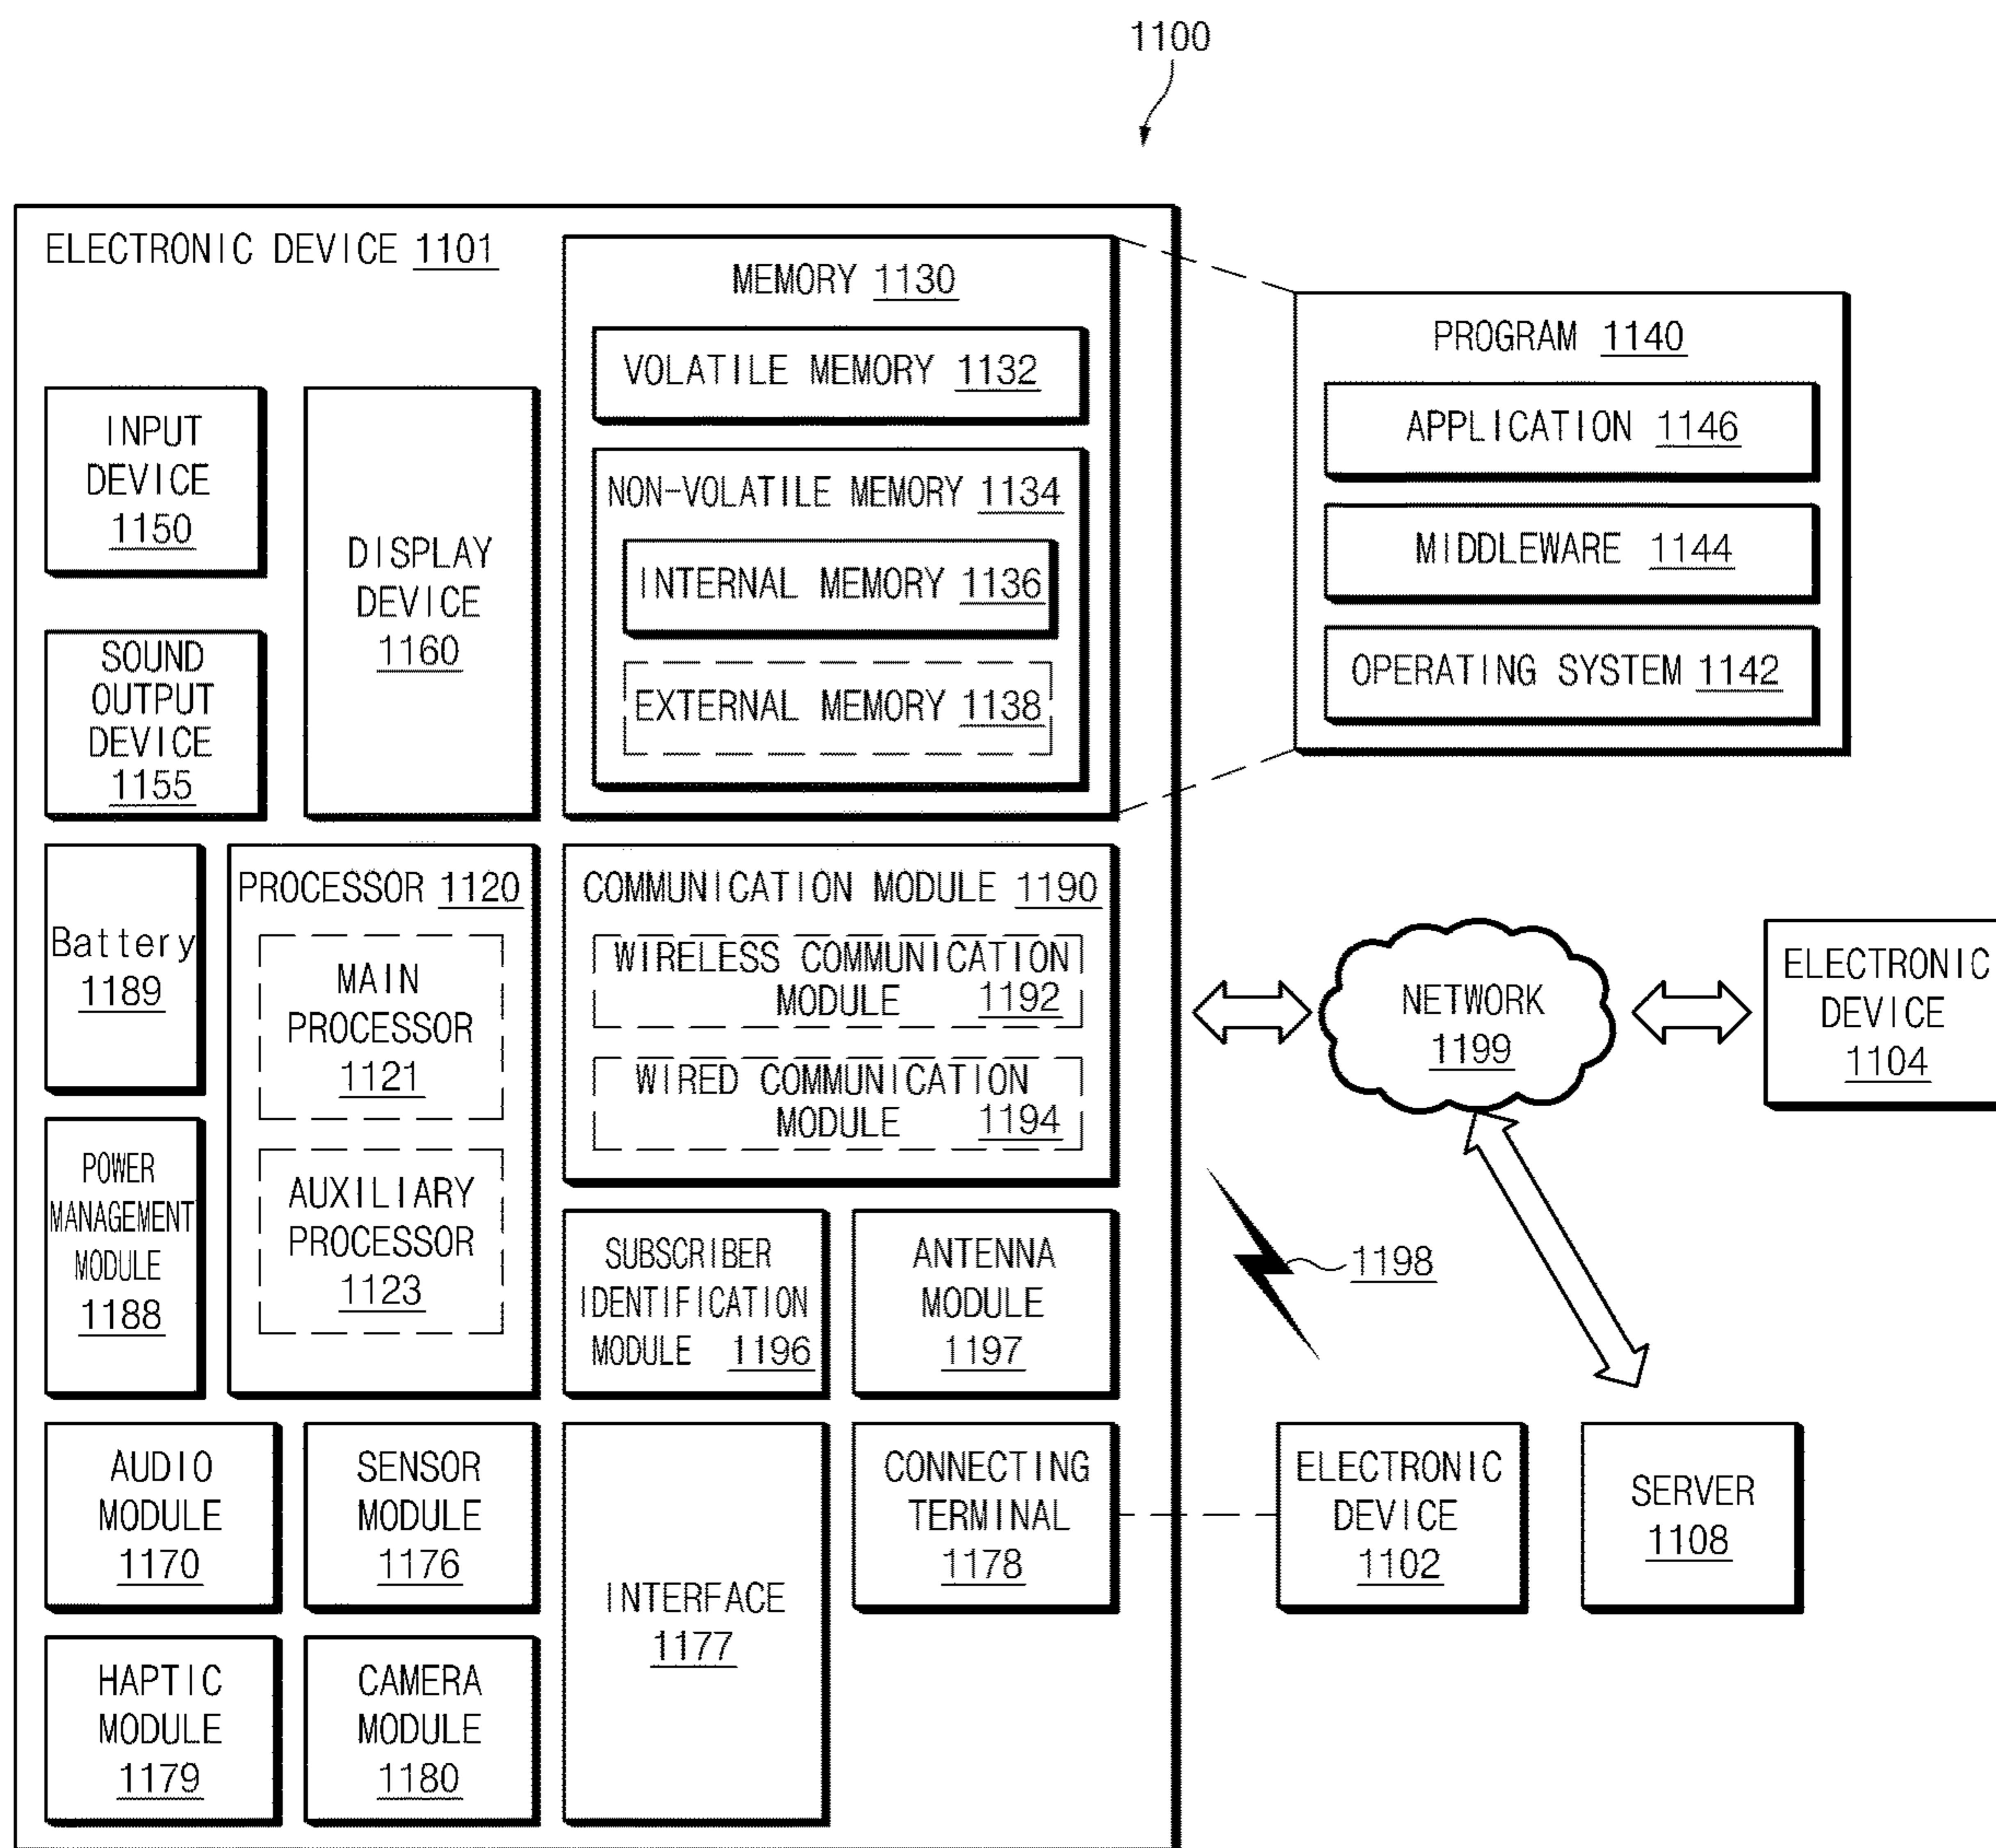 1100
ELECTRONIC DEVICE 1101
MEMORY 1130
VOLATILE MEMORY 1132
NON-VOLATILE MEMORY 1134
INTERNAL MEMORY 1136
EXTERNAL MEMORY 1138
PROGRAM 1140
APPLICATION 1146
MIDDLEWARE 1144
OPERATING SYSTEM 1142
INPUT
DEVICE
1150
SOUND
OUTPUT
DEVICE
1155
DISPLAY
DEVICE
1160
Battery
1189
POWER
MANAGEMENT
MODULE
1188
PROCESSOR 1120
MAIN
PROCESSOR
1121
AUXILIARY
PROCESSOR
1123
COMMUNICATION MODULE 1190
WIRELESS COMMUNICATION
MODULE 1192
WIRED COMMUNICATION
MODULE 1194
SUBSCRIBER
IDENTIFICATION
MODULE 1196
ANTENNA
MODULE
1197
NETWORK
1199
ELECTRONIC
DEVICE
1104
1198
AUDIO
MODULE
1170
SENSOR
MODULE
1176
INTERFACE
1177
CONNECTING
TERMINAL
1178
ELECTRONIC
DEVICE
1102
SERVER
1108
HAPTIC
MODULE
1179
CAMERA
MODULE
1180